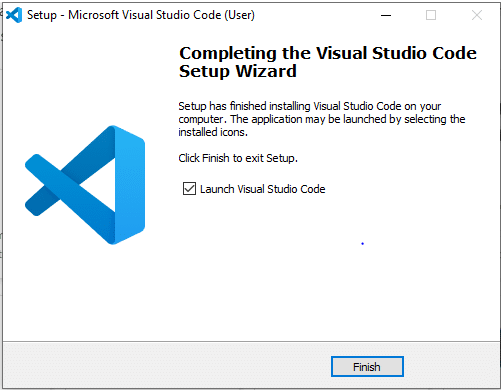 Setup - Microsoft Visual Studio Code (User)
Completing the Visual Studio Code
Setup Wizard
Setup has finished installing Visual Studio Code on your
computer. The application may be launched by selecting the
installed icons.
Click Finish to exit Setup.
Launch Visual Studio Code
Finish